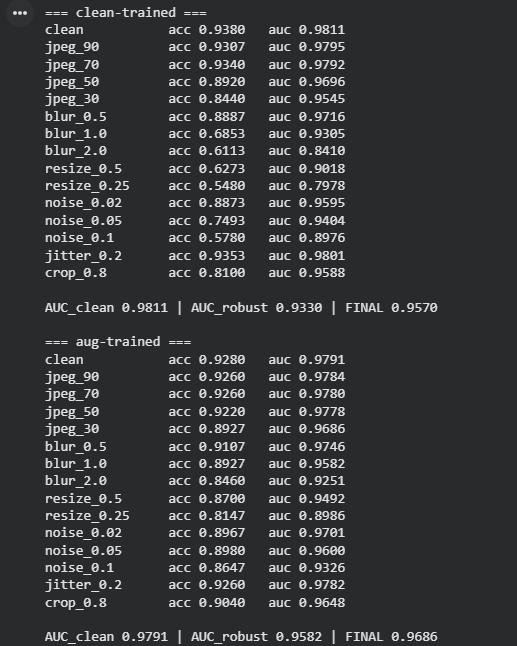 === clean-trained ===
clean acc 0.9380 auc 0.9811
jpeg_90 acc 0.9307 auc 0.9795
jpeg_70 acc 0.9340 auc 0.9792
jpeg_50 acc 0.8920 auc 0.9696
jpeg_30 acc 0.8440 auc 0.9545
blur_0.5 acc 0.8887 auc 0.9716
blur_1.0 acc 0.6853 auc 0.9305
blur_2.0 acc 0.6113 auc 0.8410
resize_0.5 acc 0.6273 auc 0.9018
resize_0.25 acc 0.5480 auc 0.7978
noise_0.02 acc 0.8873 auc 0.9595
noise_0.05 acc 0.7493 auc 0.9404
noise_0.1 acc 0.5780 auc 0.8976
jitter_0.2 acc 0.9353 auc 0.9801
crop_0.8 acc 0.8100 auc 0.9588
AUC_clean 0.9811 | AUC_robust 0.9330 | FINAL 0.9570
=== aug-trained ===
clean acc 0.9280 auc 0.9791
jpeg_90 acc 0.9260 auc 0.9784
jpeg_70 acc 0.9260 auc 0.9780
jpeg_50 acc 0.9220 auc 0.9778
jpeg_30 acc 0.8927 auc 0.9686
blur_0.5 acc 0.9107 auc 0.9746
blur_1.0 acc 0.8927 auc 0.9582
blur_2.0 acc 0.8460 auc 0.9251
resize_0.5 acc 0.8700 auc 0.9492
resize_0.25 acc 0.8147 auc 0.8986
noise_0.02 acc 0.8967 auc 0.9701
noise_0.05 acc 0.8980 auc 0.9600
noise_0.1 acc 0.8647 auc 0.9326
jitter_0.2 acc 0.9260 auc 0.9782
crop_0.8 acc 0.9040 auc 0.9648
AUC_clean 0.9791 | AUC_robust 0.9582 | FINAL 0.9686